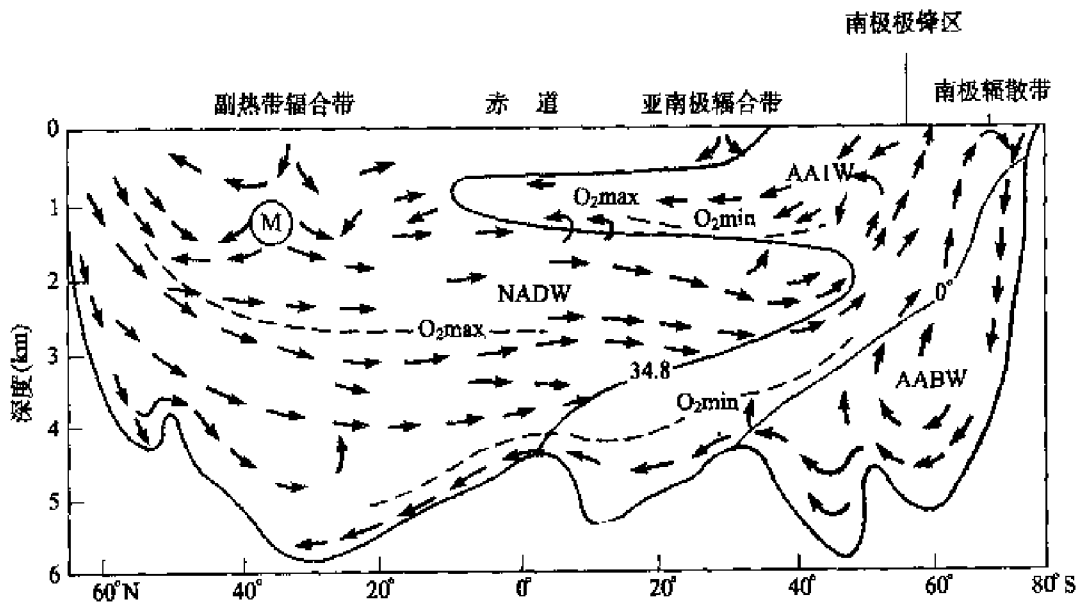 南极极锋区
副热带辐合带 赤道 亚南极辐合带 南极辐散带
0
AAIW
O₂max
1
M
O₂min
2
NADW
0°
O₂max
深度(km)
3
34.8
AABW
O₂min
4
5
6
60°N 40° 20° 0° 20° 40° 60° 80°S